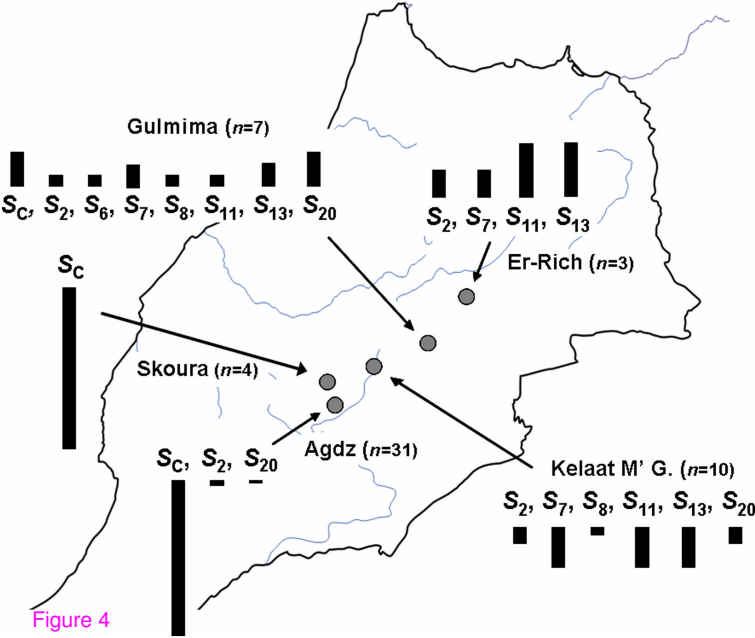 Gulmima (n=7)
SC, S2, S6, S7, S8, S11, S13, S20
S2, S7, S11, S13
Er-Rich (n=3)
SC
Skoura (n=4)
Agdz (n=31)
SC, S2, S20
Kelaat M' G. (n=10)
S2, S7, S8, S11, S13, S20
Figure 4